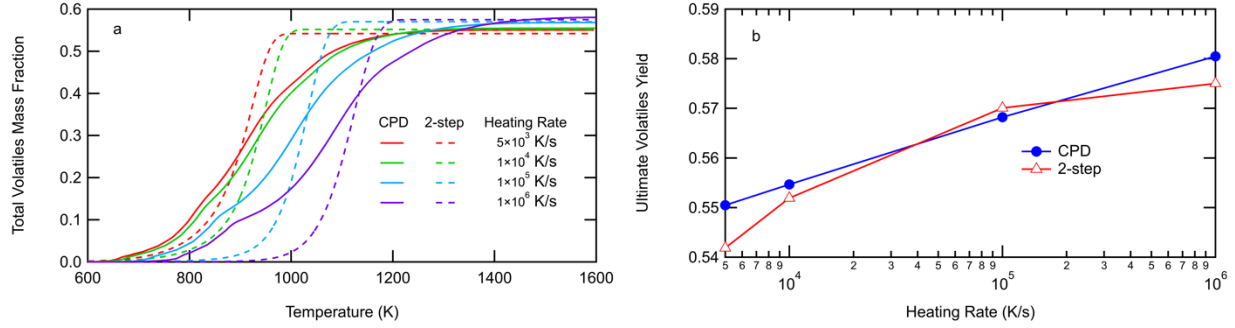 a
Total Volatiles Mass Fraction
0.6
0.5
0.4
0.3
0.2
0.1
0.0
CPD 2-step Heating Rate
5×10³ K/s
1×10⁴ K/s
1×10⁵ K/s
1×10⁶ K/s
600 800 1000 1200 1400 1600
Temperature (K)
b
Ultimate Volatiles Yield
0.59
0.58
0.57
0.56
0.55
0.54
CPD
2-step
5 6 7 8 9 2 3 4 5 6 7 8 9 2 3 4 5 6 7 8 9
10⁴ 10⁵ 10⁶
Heating Rate (K/s)